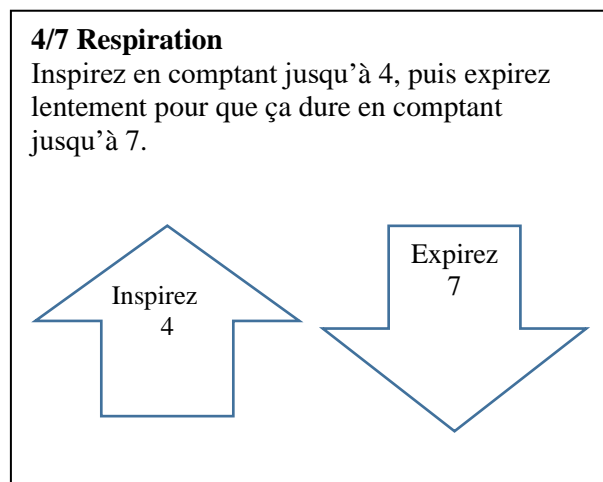 4/7 Respiration
Inspirez en comptant jusqu’à 4, puis expirez
lentement pour que ça dure en comptant
jusqu’à 7.
Inspirez
4
Expirez
7